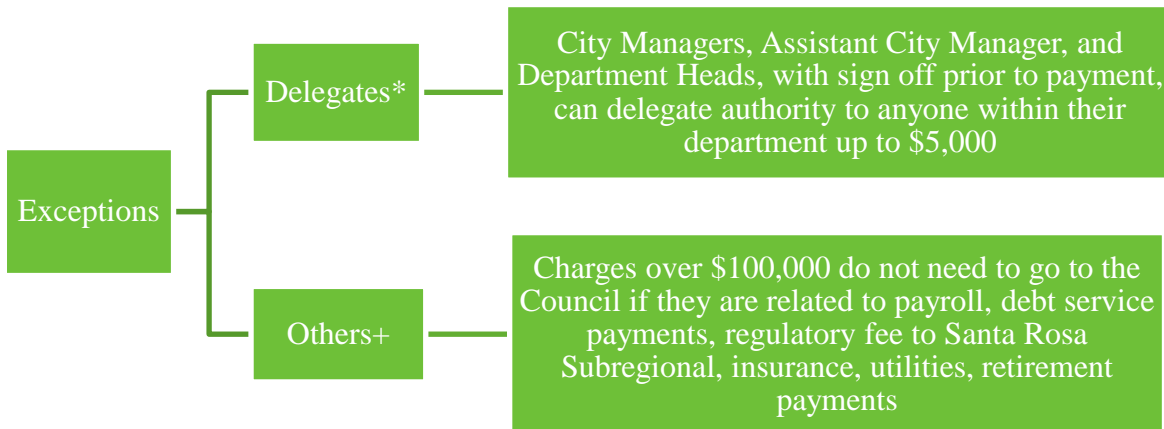 City Managers, Assistant City Manager, and
Department Heads, with sign off prior to payment,
can delegate authority to anyone within their
department up to $5,000
Delegates*
Exceptions
Charges over $100,000 do not need to go to the
Council if they are related to payroll, debt service
payments, regulatory fee to Santa Rosa
Subregional, insurance, utilities, retirement
payments
Others+